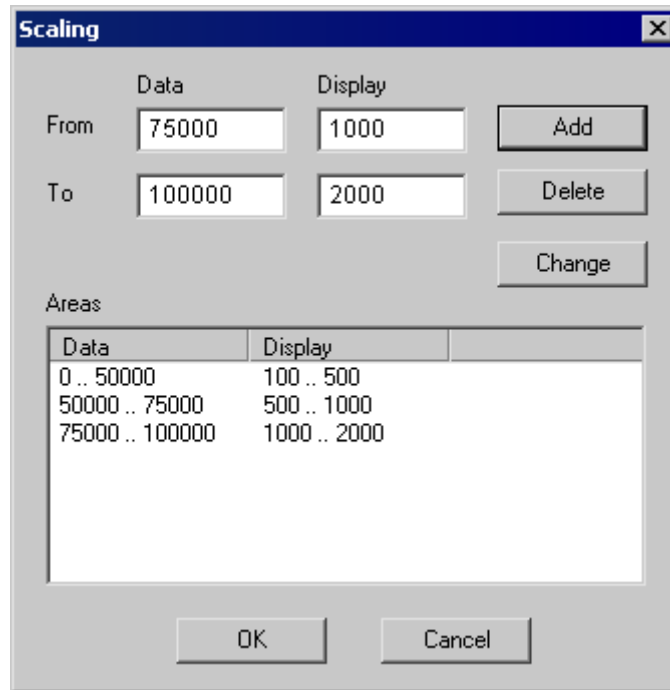 Scaling
Data Display
From 75000 1000 Add
To 100000 2000 Delete
Change
Areas
Data Display
0 .. 50000 100 .. 500
50000 .. 75000 500 .. 1000
75000 .. 100000 1000 .. 2000
OK Cancel